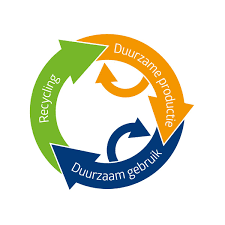 Recycling
Duurzame productie
Duurzaam gebruik